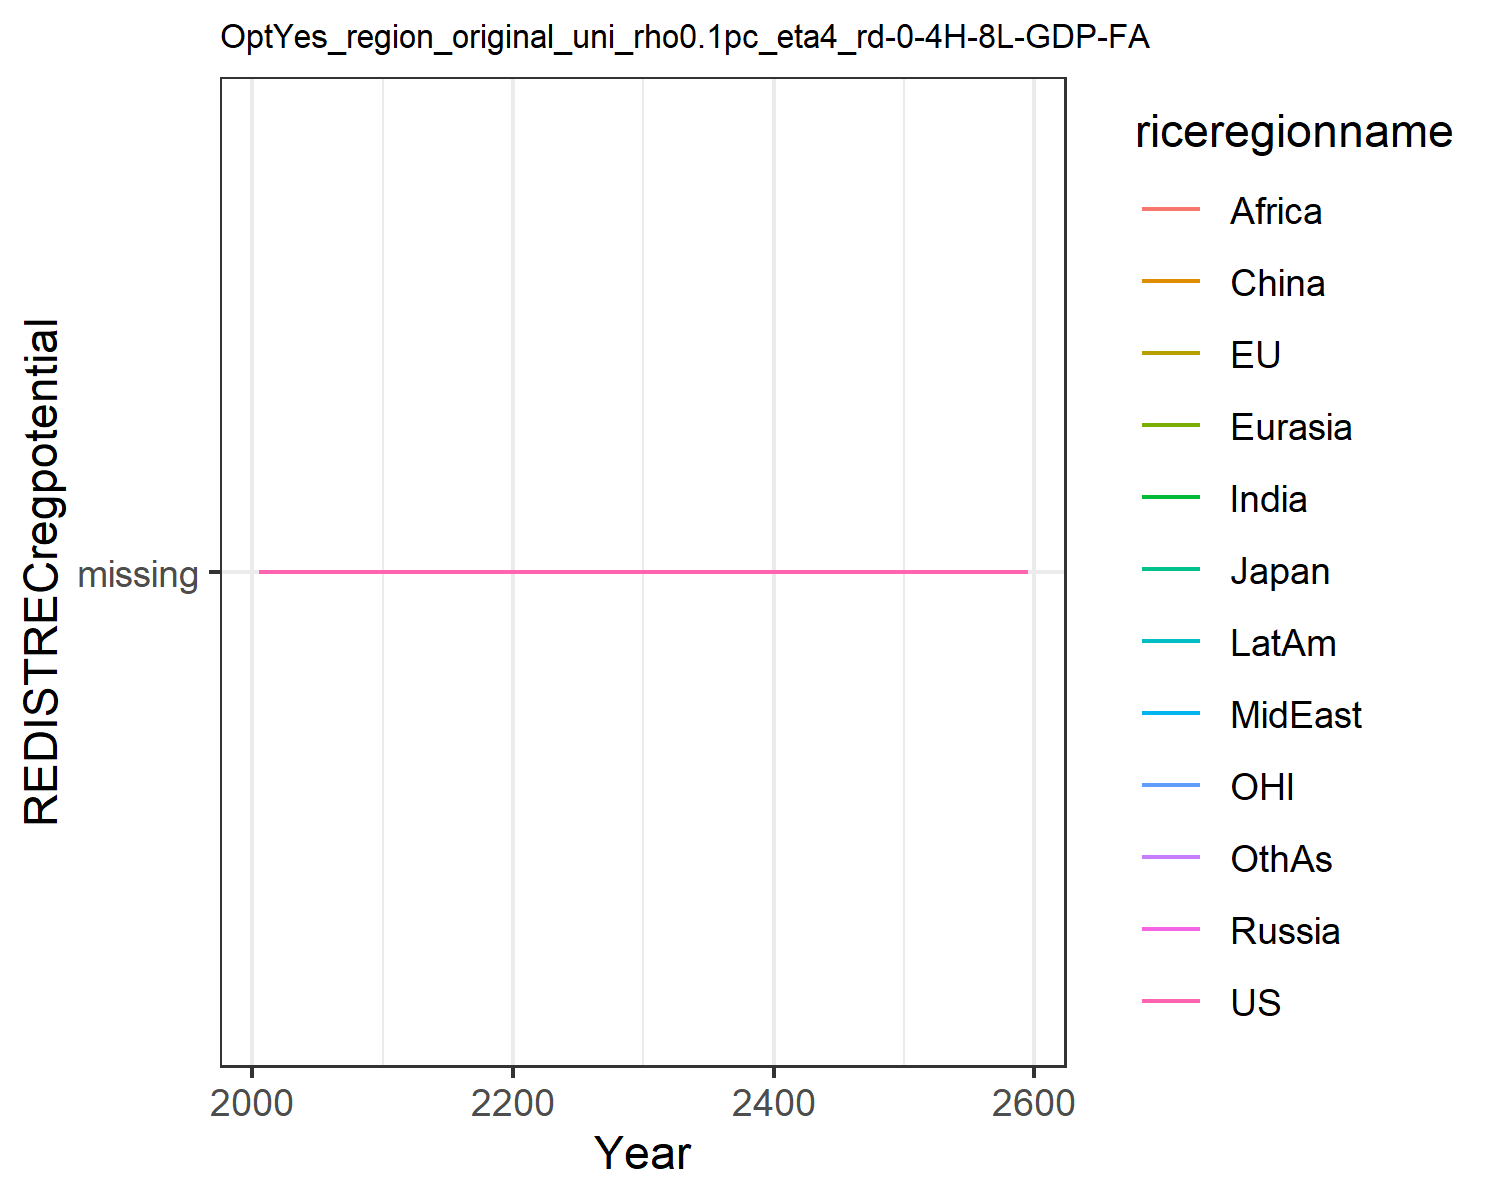 OptYes_region_original_uni_rho0.1pc_eta4_rd-0-4H-8L-GDP-FA
REDISTRECregpotential
missing
2000
2200
2400
2600
Year
riceregionname
Africa
China
EU
Eurasia
India
Japan
LatAm
MidEast
OHI
OthAs
Russia
US